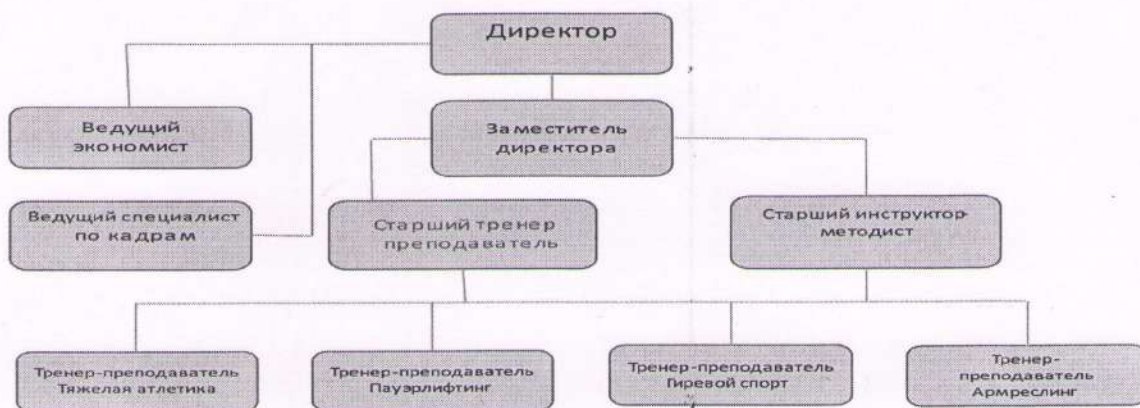 Директор
Ведущий
экономист
Заместитель
директора
Ведущий специалист
по кадрам
Старший тренер
преподаватель
Старший инструктор-
методист
Тренер-преподаватель
Тяжелая атлетика
Тренер-преподаватель
Пауэрлифтинг
Тренер-преподаватель
Гиревой спорт
Тренер-
преподаватель
Армреслинг